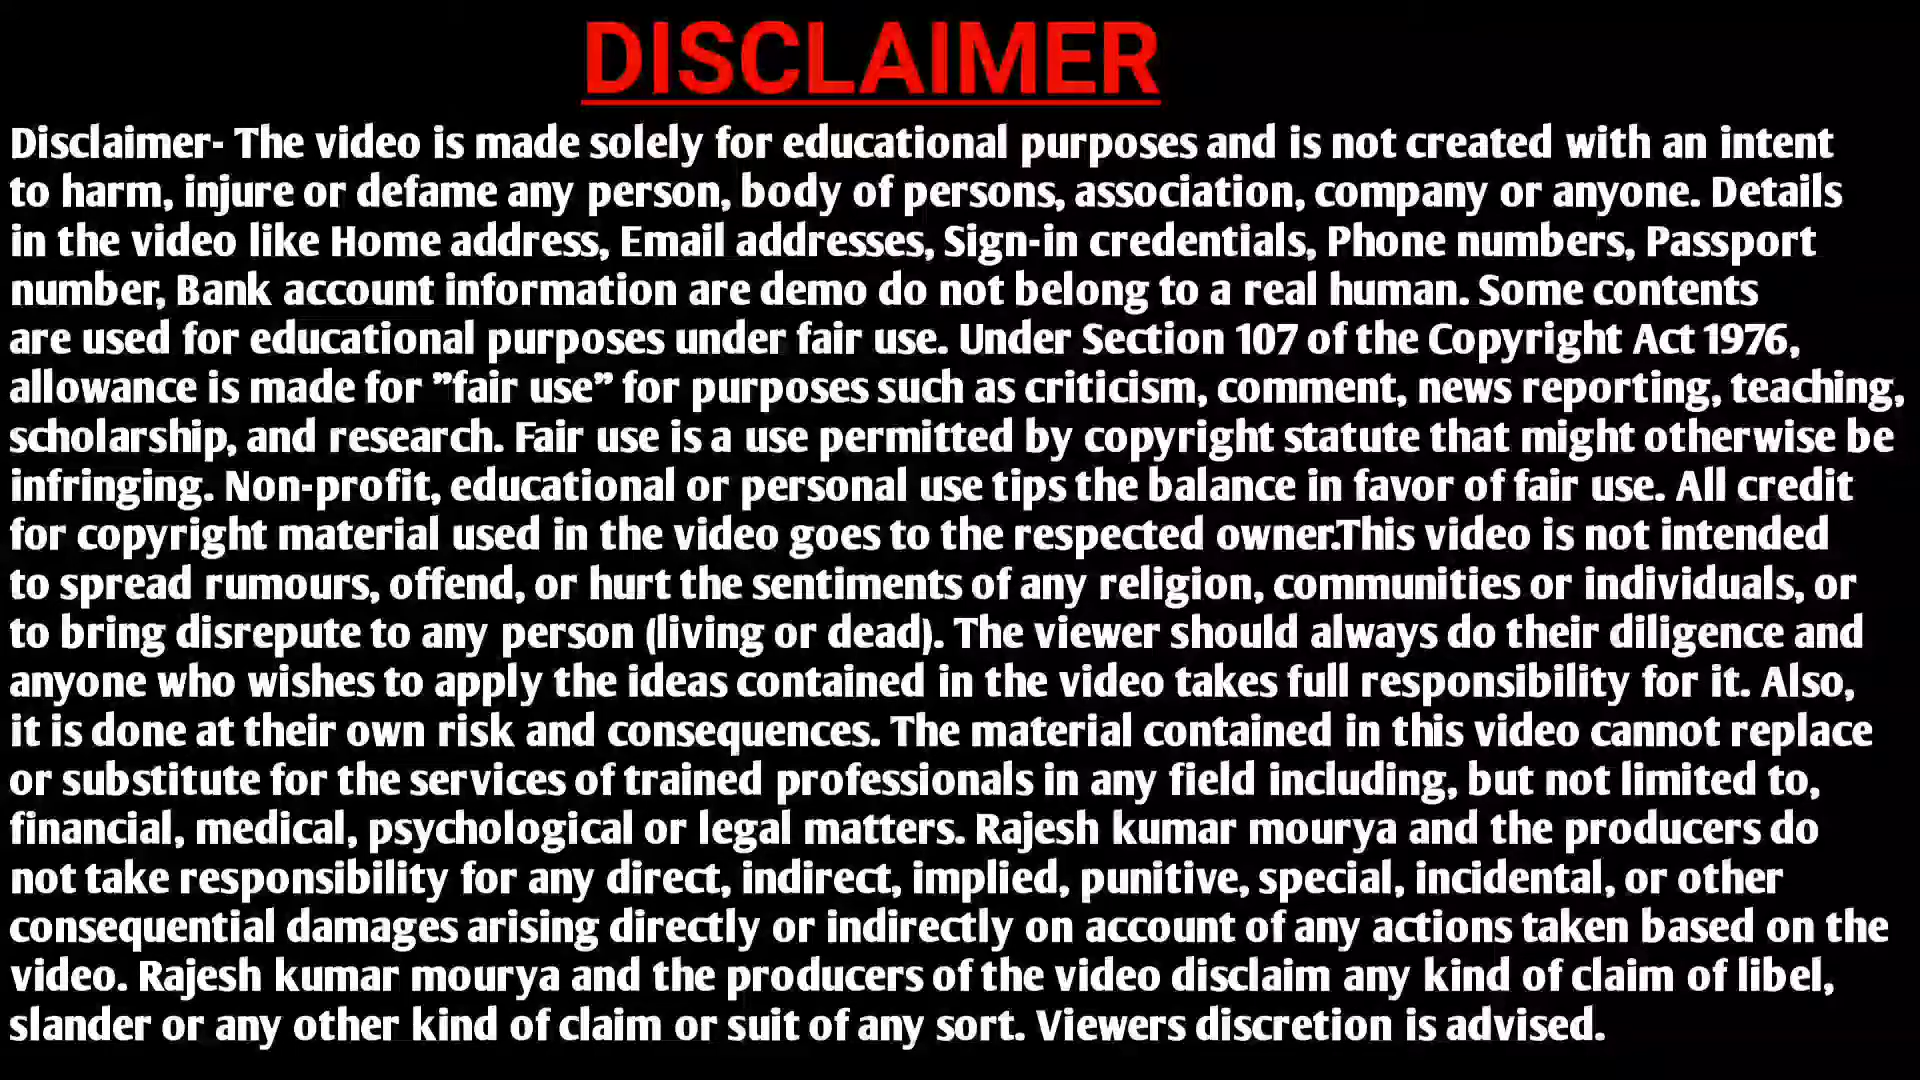 DISCLAIMER
Disclaimer- The video is made solely for educational purposes and is not created with an intent
to harm, injure or defame any person, body of persons, association, company or anyone. Details
in the video like Home address, Email addresses, Sign-in credentials, Phone numbers, Passport
number, Bank account information are demo do not belong to a real human. Some contents
are used for educational purposes under fair use. Under Section 107 of the Copyright Act 1976,
allowance is made for ”fair use” for purposes such as criticism, comment, news reporting, teaching,
scholarship, and research. Fair use is a use permitted by copyright statute that might otherwise be
infringing. Non-profit, educational or personal use tips the balance in favor of fair use. All credit
for copyright material used in the video goes to the respected owner.This video is not intended
to spread rumours, offend, or hurt the sentiments of any religion, communities or individuals, or
to bring disrepute to any person (living or dead). The viewer should always do their diligence and
anyone who wishes to apply the ideas contained in the video takes full responsibility for it. Also,
it is done at their own risk and consequences. The material contained in this video cannot replace
or substitute for the services of trained professionals in any field including, but not limited to,
financial, medical, psychological or legal matters. Rajesh kumar mourya and the producers do
not take responsibility for any direct, indirect, implied, punitive, special, incidental, or other
consequential damages arising directly or indirectly on account of any actions taken based on the
video. Rajesh kumar mourya and the producers of the video disclaim any kind of claim of libel,
slander or any other kind of claim or suit of any sort. Viewers discretion is advised.